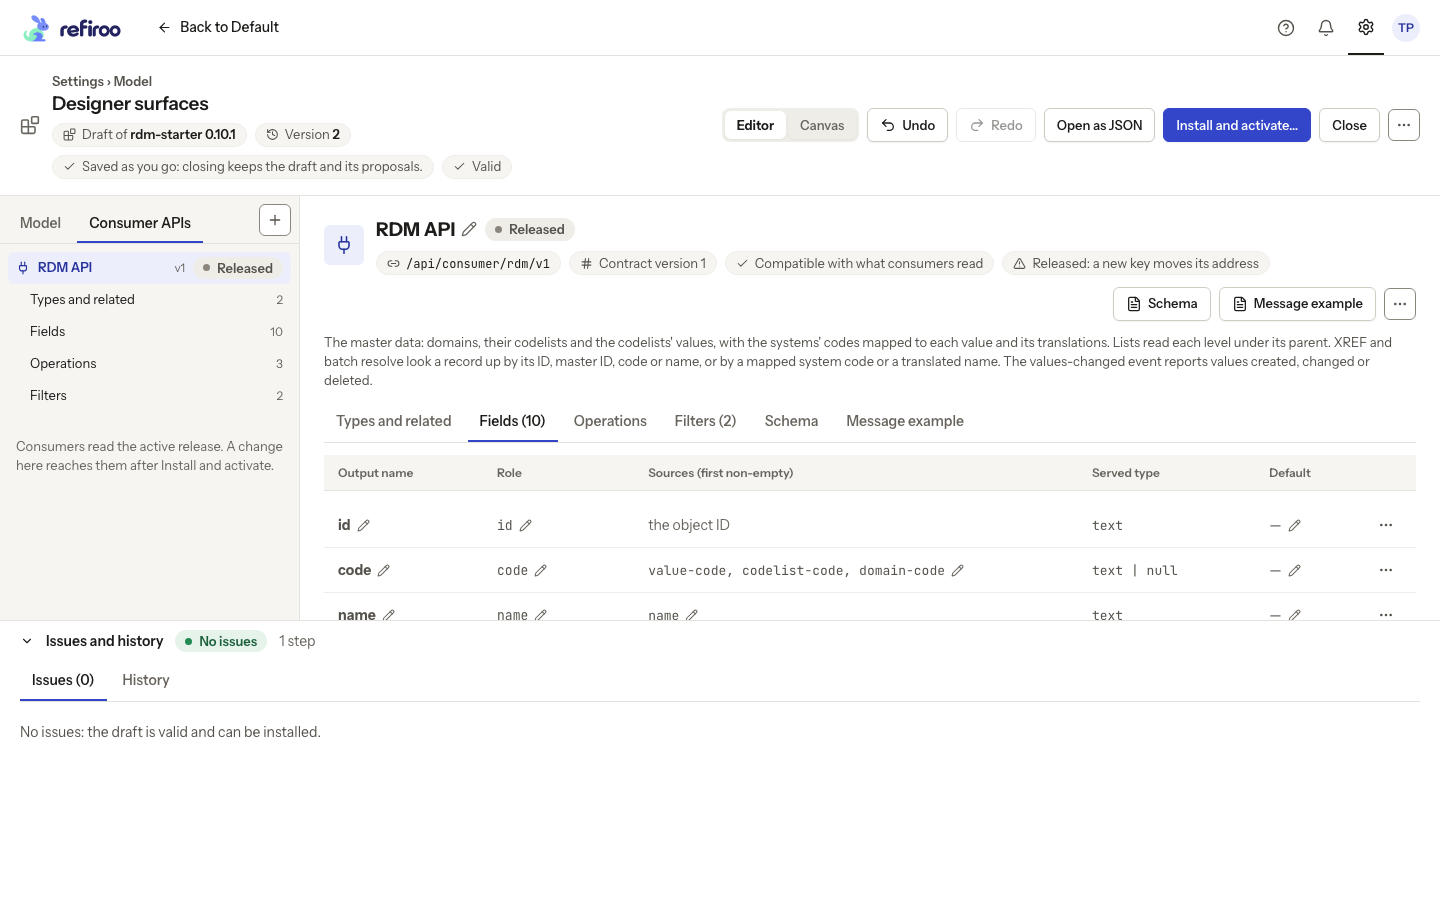 refiroo
Back to Default
TP
Settings › Model
Designer surfaces
Draft of rdm-starter 0.10.1
Version 2
Saved as you go: closing keeps the draft and its proposals.
Valid
Editor
Canvas
Undo
Redo
Open as JSON
Install and activate...
Close
Model
Consumer APIs
RDM API
v1
Released
Types and related
2
Fields
10
Operations
3
Filters
2
Consumers read the active release. A change
here reaches them after Install and activate.
RDM API
Released
/api/consumer/rdm/v1
Contract version 1
Compatible with what consumers read
Released: a new key moves its address
Schema
Message example
The master data: domains, their codelists and the codelists' values, with the systems' codes mapped to each value and its translations. Lists read each level under its parent. XREF and
batch resolve look a record up by its ID, master ID, code or name, or by a mapped system code or a translated name. The values-changed event reports values created, changed or
deleted.
Types and related
Fields (10)
Operations
Filters (2)
Schema
Message example
Output name
Role
Sources (first non-empty)
Served type
Default
id
id
the object ID
text
—
code
code
value-code, codelist-code, domain-code
text | null
—
name
name
name
text
—
Issues and history
No issues
1 step
Issues (0)
History
No issues: the draft is valid and can be installed.